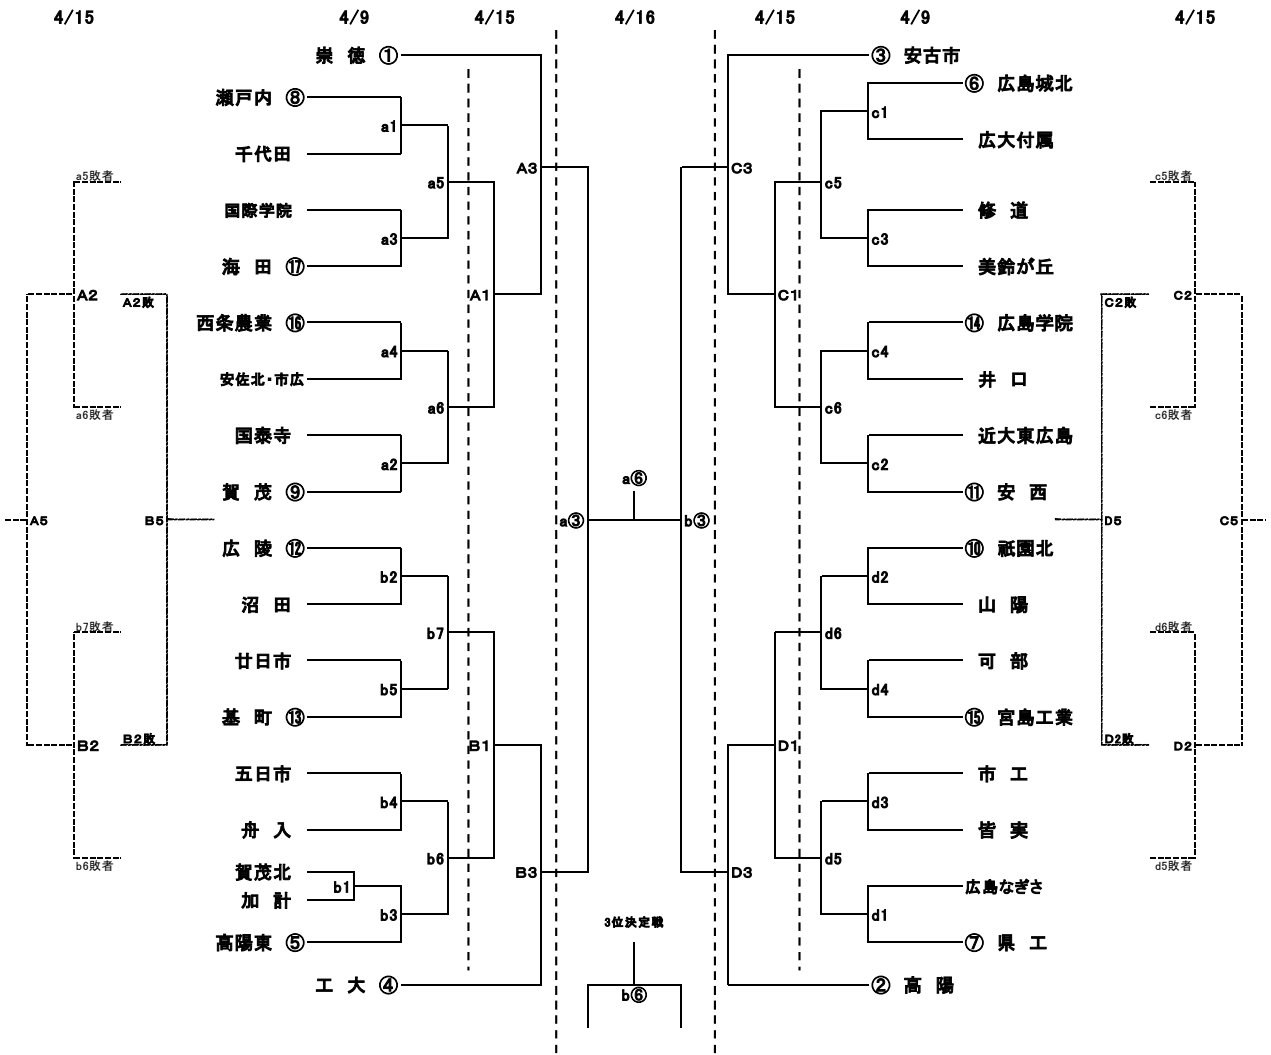 4/15 4/9 4/15 4/16 4/15 4/9 4/15
崇 徳 ①
瀬戸内 ⑧
a1
千代田
a5
国際学院
a3
海 田 ⑰
A3
A1
西条農業 ⑯
a4
安佐北・市広
a6
国泰寺
a2
賀 茂 ⑨
a5敗者
A2
A2敗
a6敗者
A5
B5
b7敗者
B2
B2敗
b6敗者
広 陵 ⑫
b2
沼 田
b7
廿日市
b5
基 町 ⑬
B1
五日市
b4
舟 入
b6
賀茂北
b1
加 計
b3
高陽東 ⑤
B3
工 大 ④
a⑥
a③
b③
3位決定戦
b⑥
③ 安古市
⑥ 広島城北
c1
広大付属
c5
修 道
c3
美鈴が丘
C3
C1
⑭ 広島学院
c4
井 口
c6
近大東広島
c2
⑪ 安 西
⑩ 祇園北
d2
山 陽
d6
可 部
d4
⑮ 宮島工業
D1
市 工
d3
皆 実
d5
広島なぎさ
d1
⑦ 県 工
D3
② 高 陽
c5敗者
C2
C2敗
c6敗者
D5
C5
d6敗者
D2
D2敗
d5敗者